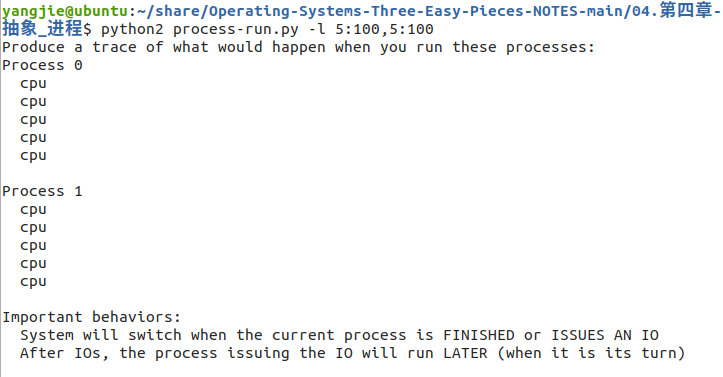 yangjie@ubuntu:~/share/Operating-Systems-Three-Easy-Pieces-NOTES-main/04.第四章-
抽象_进程$ python2 process-run.py -l 5:100,5:100
Produce a trace of what would happen when you run these processes:
Process 0
  cpu
  cpu
  cpu
  cpu
  cpu

Process 1
  cpu
  cpu
  cpu
  cpu
  cpu

Important behaviors:
  System will switch when the current process is FINISHED or ISSUES AN IO
  After IOs, the process issuing the IO will run LATER (when it is its turn)